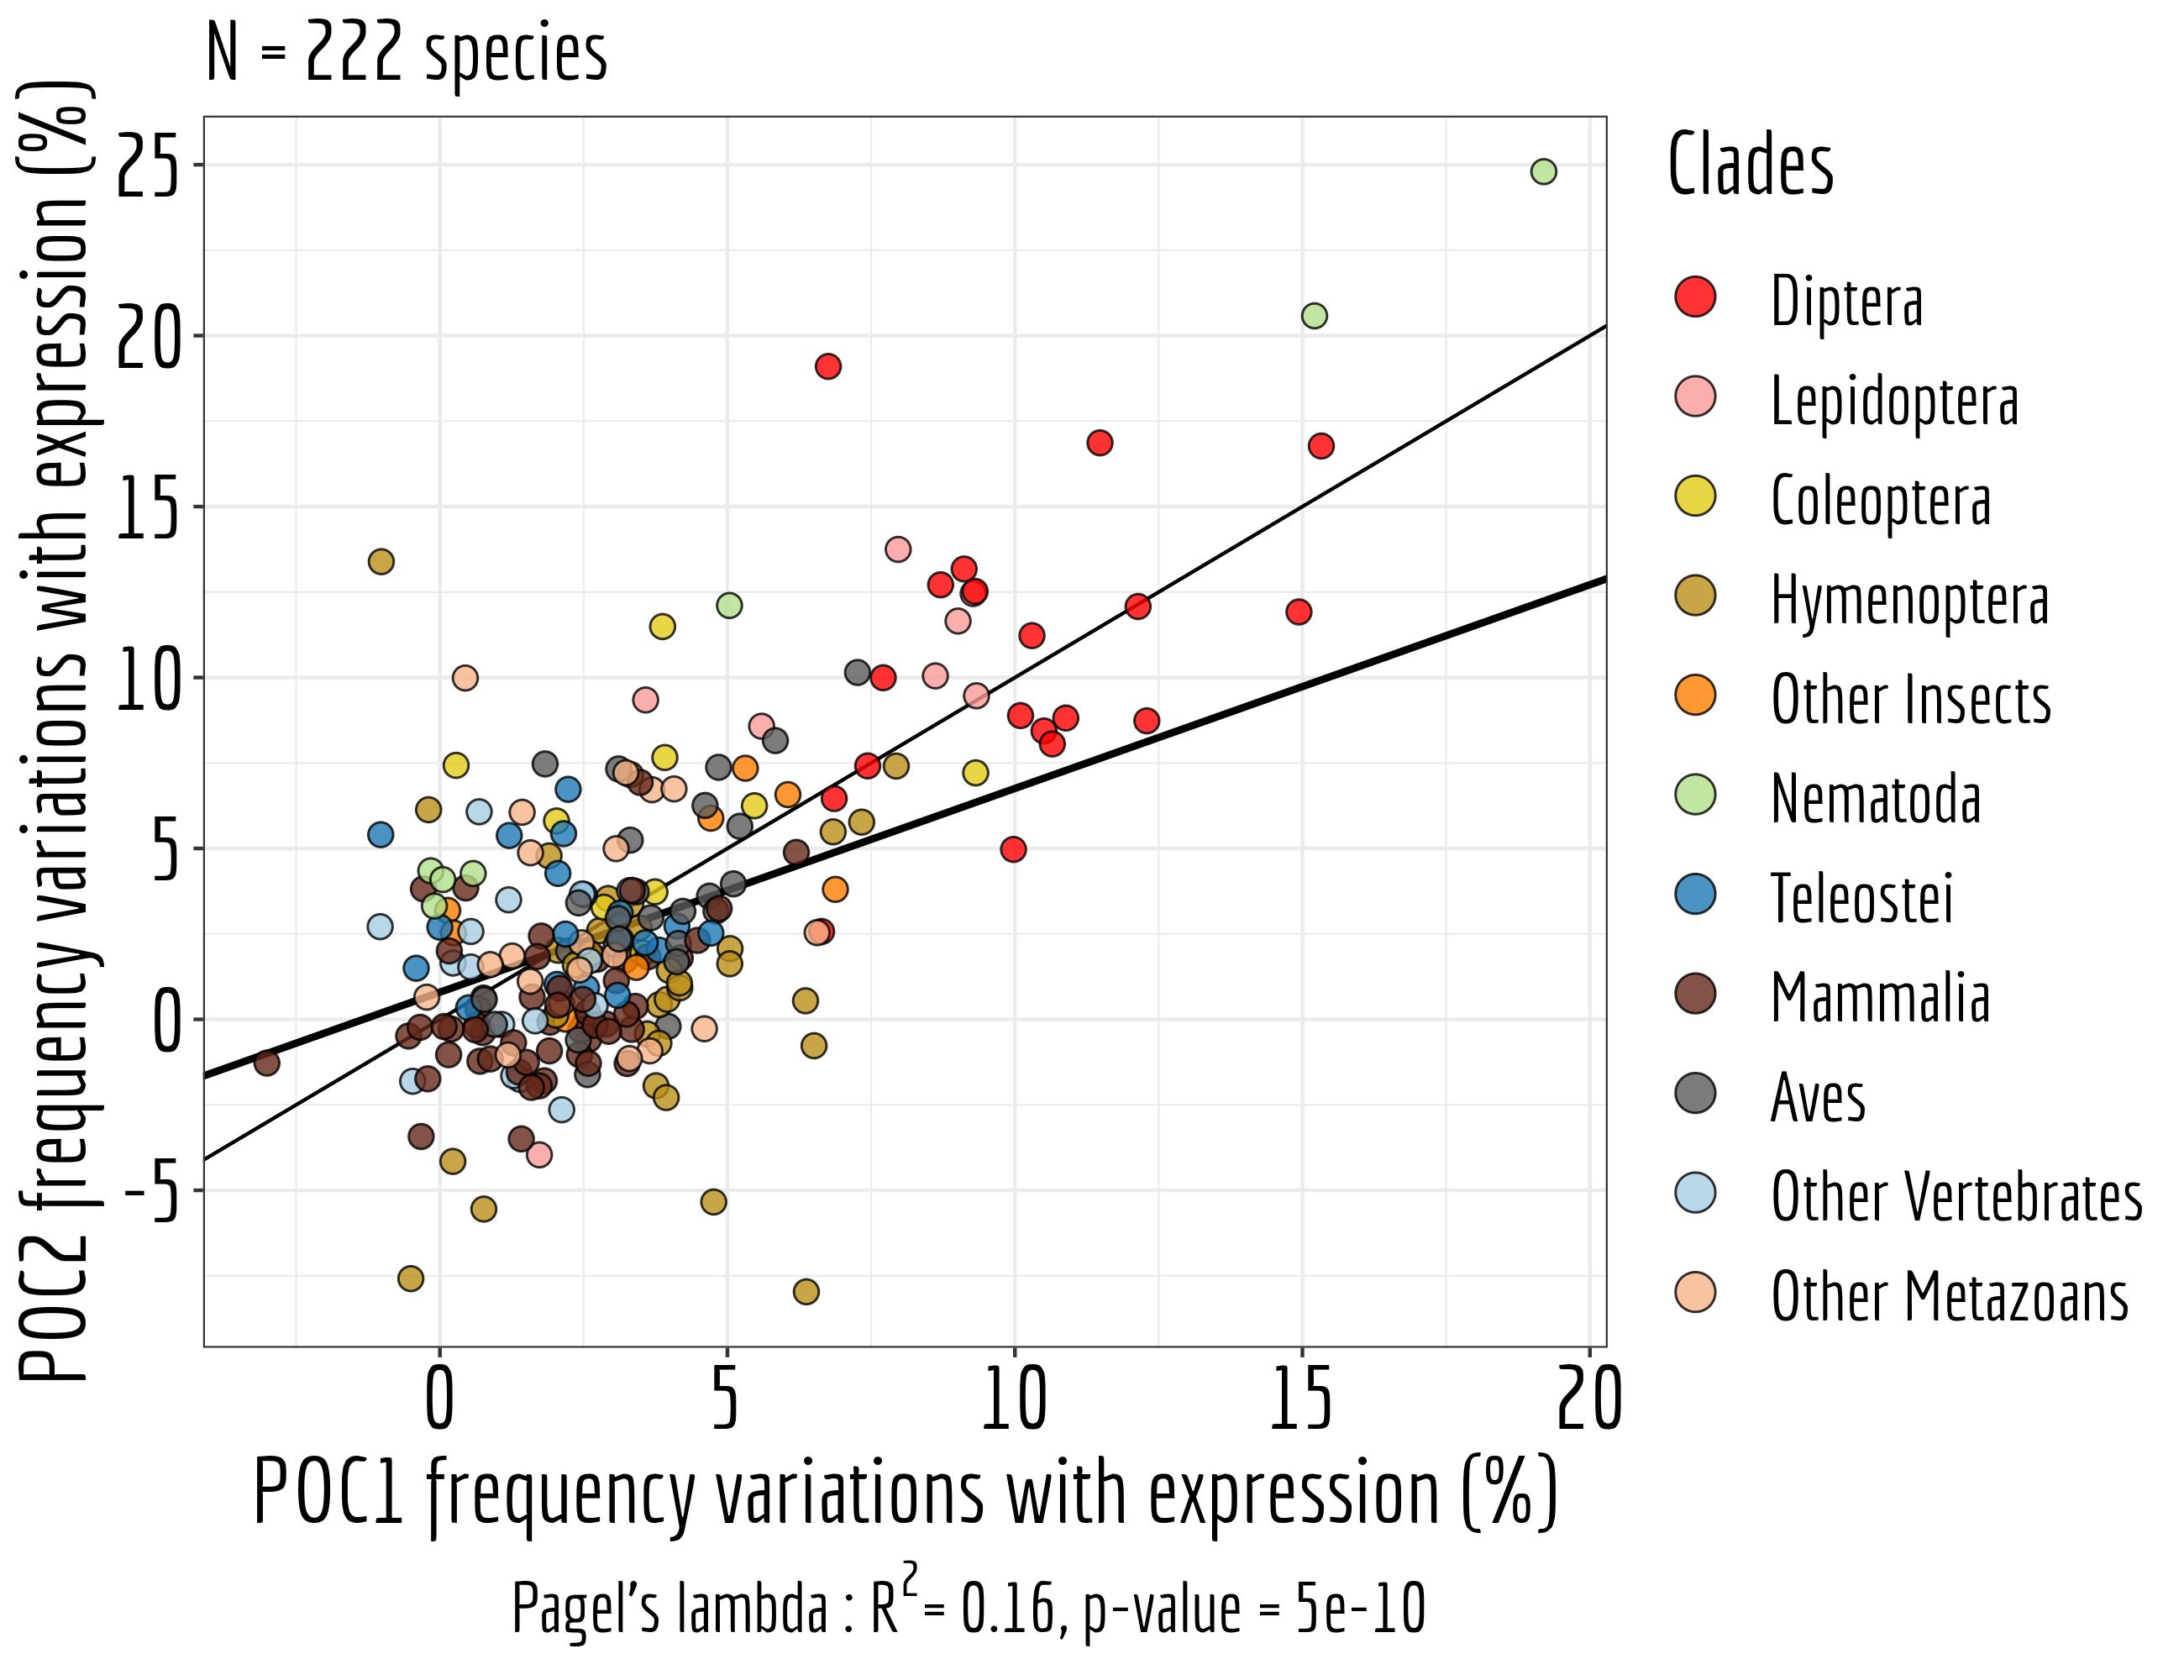 N = 222 species
POC2 frequency variations with expression (%)
25
20
15
10
5
0
-5
0 5 10 15 20
POC1 frequency variations with expression (%)
Pagel's lambda : R²= 0.16, p-value = 5e-10
Clades
Diptera
Lepidoptera
Coleoptera
Hymenoptera
Other Insects
Nematoda
Teleostei
Mammalia
Aves
Other Vertebrates
Other Metazoans